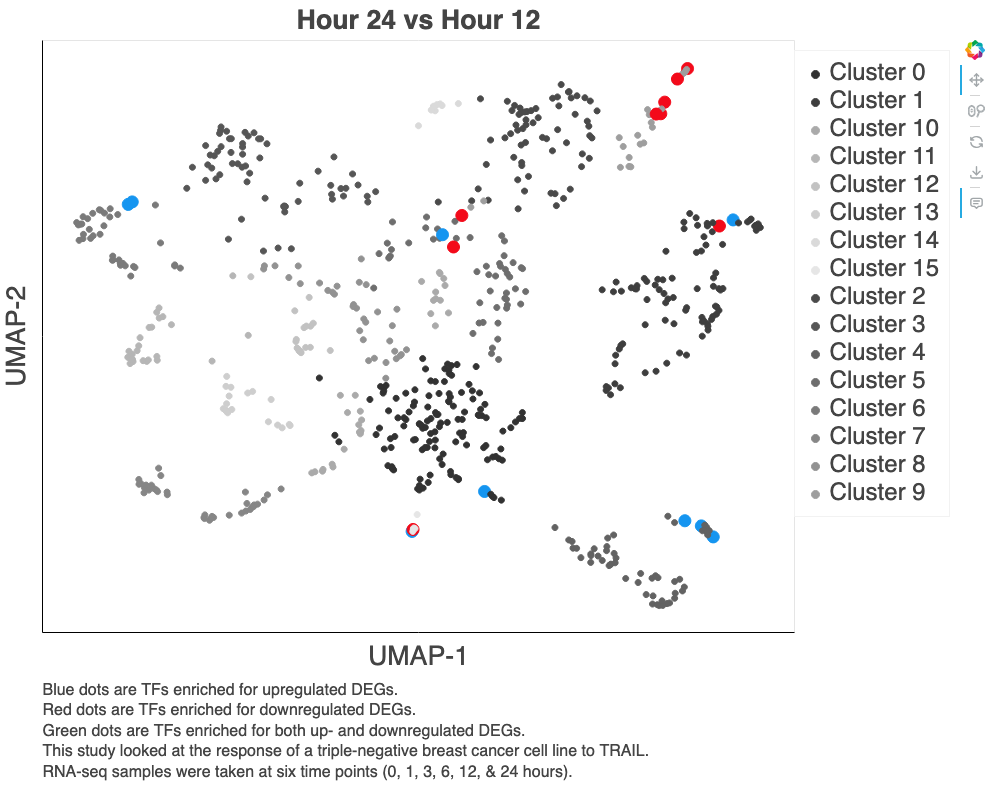 Hour 24 vs Hour 12
Cluster 0
Cluster 1
Cluster 10
Cluster 11
Cluster 12
Cluster 13
Cluster 14
Cluster 15
Cluster 2
Cluster 3
Cluster 4
Cluster 5
Cluster 6
Cluster 7
Cluster 8
Cluster 9
UMAP-2
UMAP-1
Blue dots are TFs enriched for upregulated DEGs.
Red dots are TFs enriched for downregulated DEGs.
Green dots are TFs enriched for both up- and downregulated DEGs.
This study looked at the response of a triple-negative breast cancer cell line to TRAIL.
RNA-seq samples were taken at six time points (0, 1, 3, 6, 12, & 24 hours).